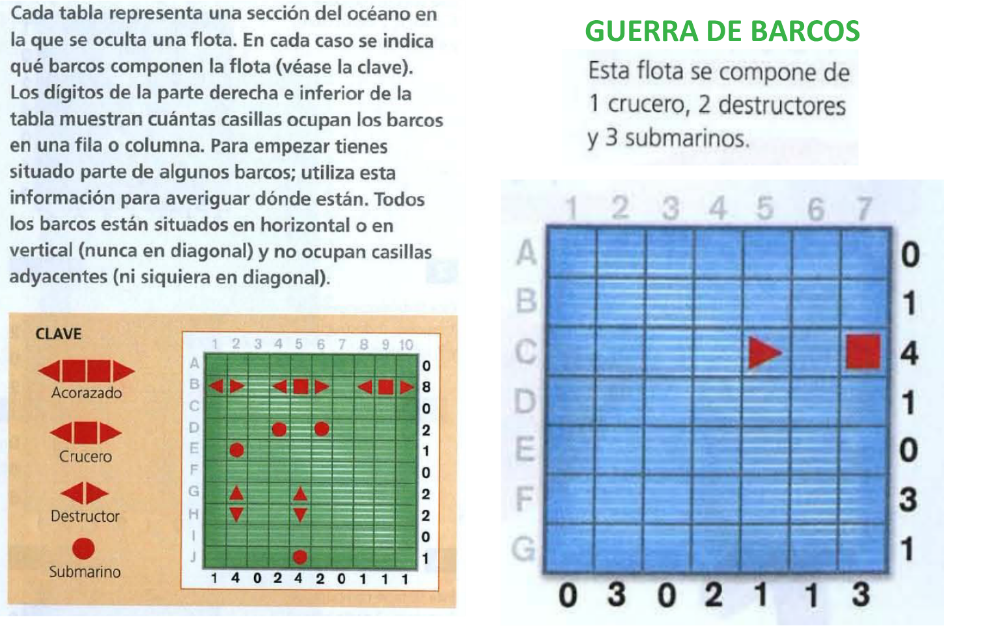 Cada tabla representa una sección del océano en
la que se oculta una flota. En cada caso se indica
qué barcos componen la flota (véase la clave).
Los dígitos de la parte derecha e inferior de la
tabla muestran cuántas casillas ocupan los barcos
en una fila o columna. Para empezar tienes
situado parte de algunos barcos; utiliza esta
información para averiguar dónde están. Todos
los barcos están situados en horizontal o en
vertical (nunca en diagonal) y no ocupan casillas
adyacentes (ni siquiera en diagonal).
CLAVE
Acorazado
Crucero
Destructor
Submarino
1 2 3 4 5 6 7 8 9 10
A 0
B 8
C 0
D 2
E 1
F 0
G 2
H 2
I 0
J 1
1 4 0 2 4 2 0 1 1 1
GUERRA DE BARCOS
Esta flota se compone de
1 crucero, 2 destructores
y 3 submarinos.
1 2 3 4 5 6 7
A 0
B 1
C 4
D 1
E 0
F 3
G 1
0 3 0 2 1 1 3